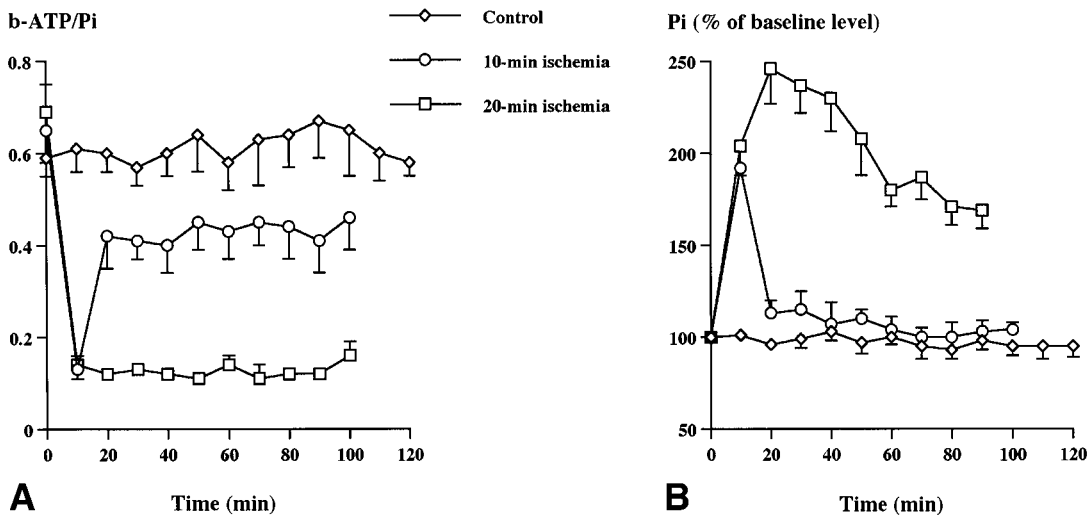 b-ATP/Pi
Control
10-min ischemia
20-min ischemia
0.8
0.6
0.4
0.2
0
0 20 40 60 80 100 120
A Time (min)
Pi (% of baseline level)
250
200
150
100
50
0 20 40 60 80 100 120
B Time (min)